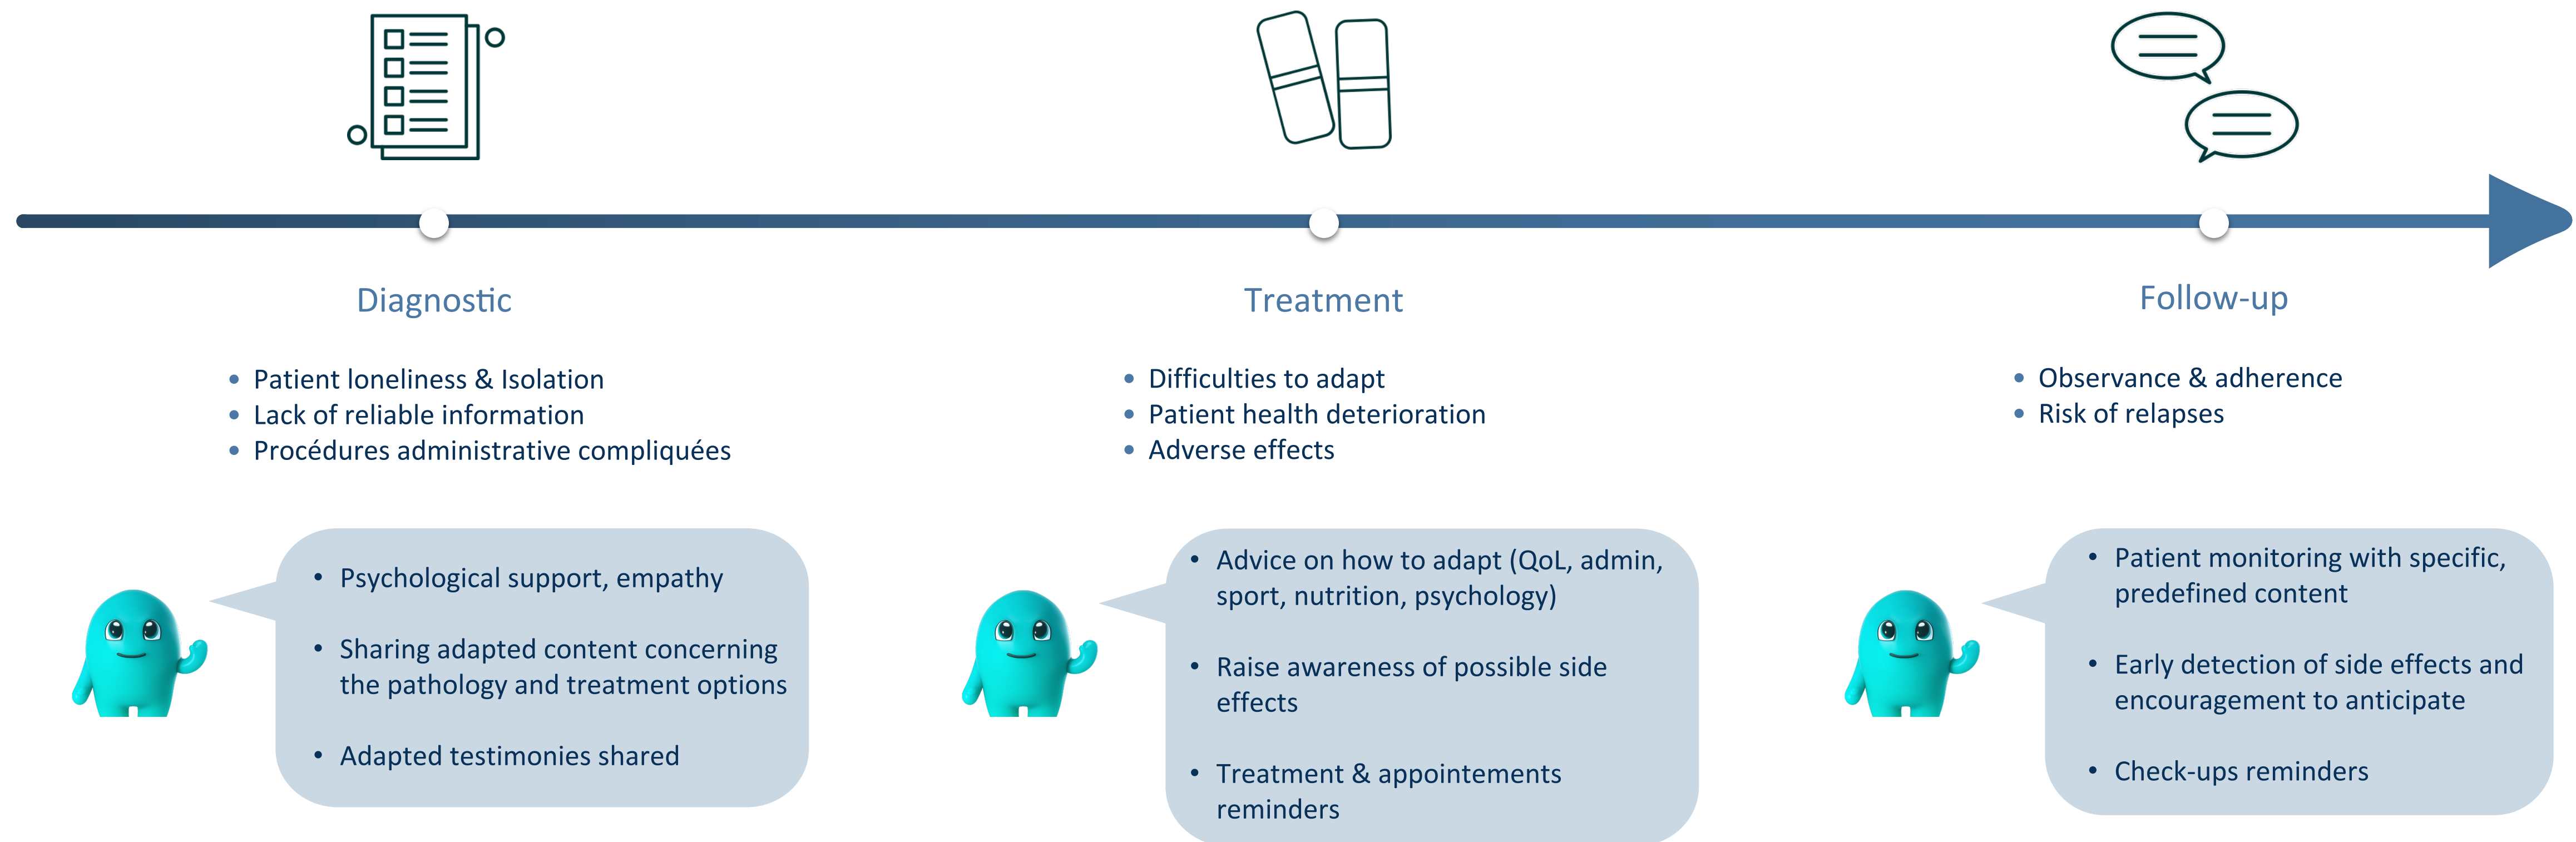 Diagnostic
• Patient loneliness & Isolation
• Lack of reliable information
• Procédures administrative compliquées
• Psychological support, empathy
• Sharing adapted content concerning
the pathology and treatment options
• Adapted testimonies shared
Treatment
• Difficulties to adapt
• Patient health deterioration
• Adverse effects
• Advice on how to adapt (QoL, admin,
sport, nutrition, psychology)
• Raise awareness of possible side
effects
• Treatment & appointements
reminders
Follow-up
• Observance & adherence
• Risk of relapses
• Patient monitoring with specific,
predefined content
• Early detection of side effects and
encouragement to anticipate
• Check-ups reminders